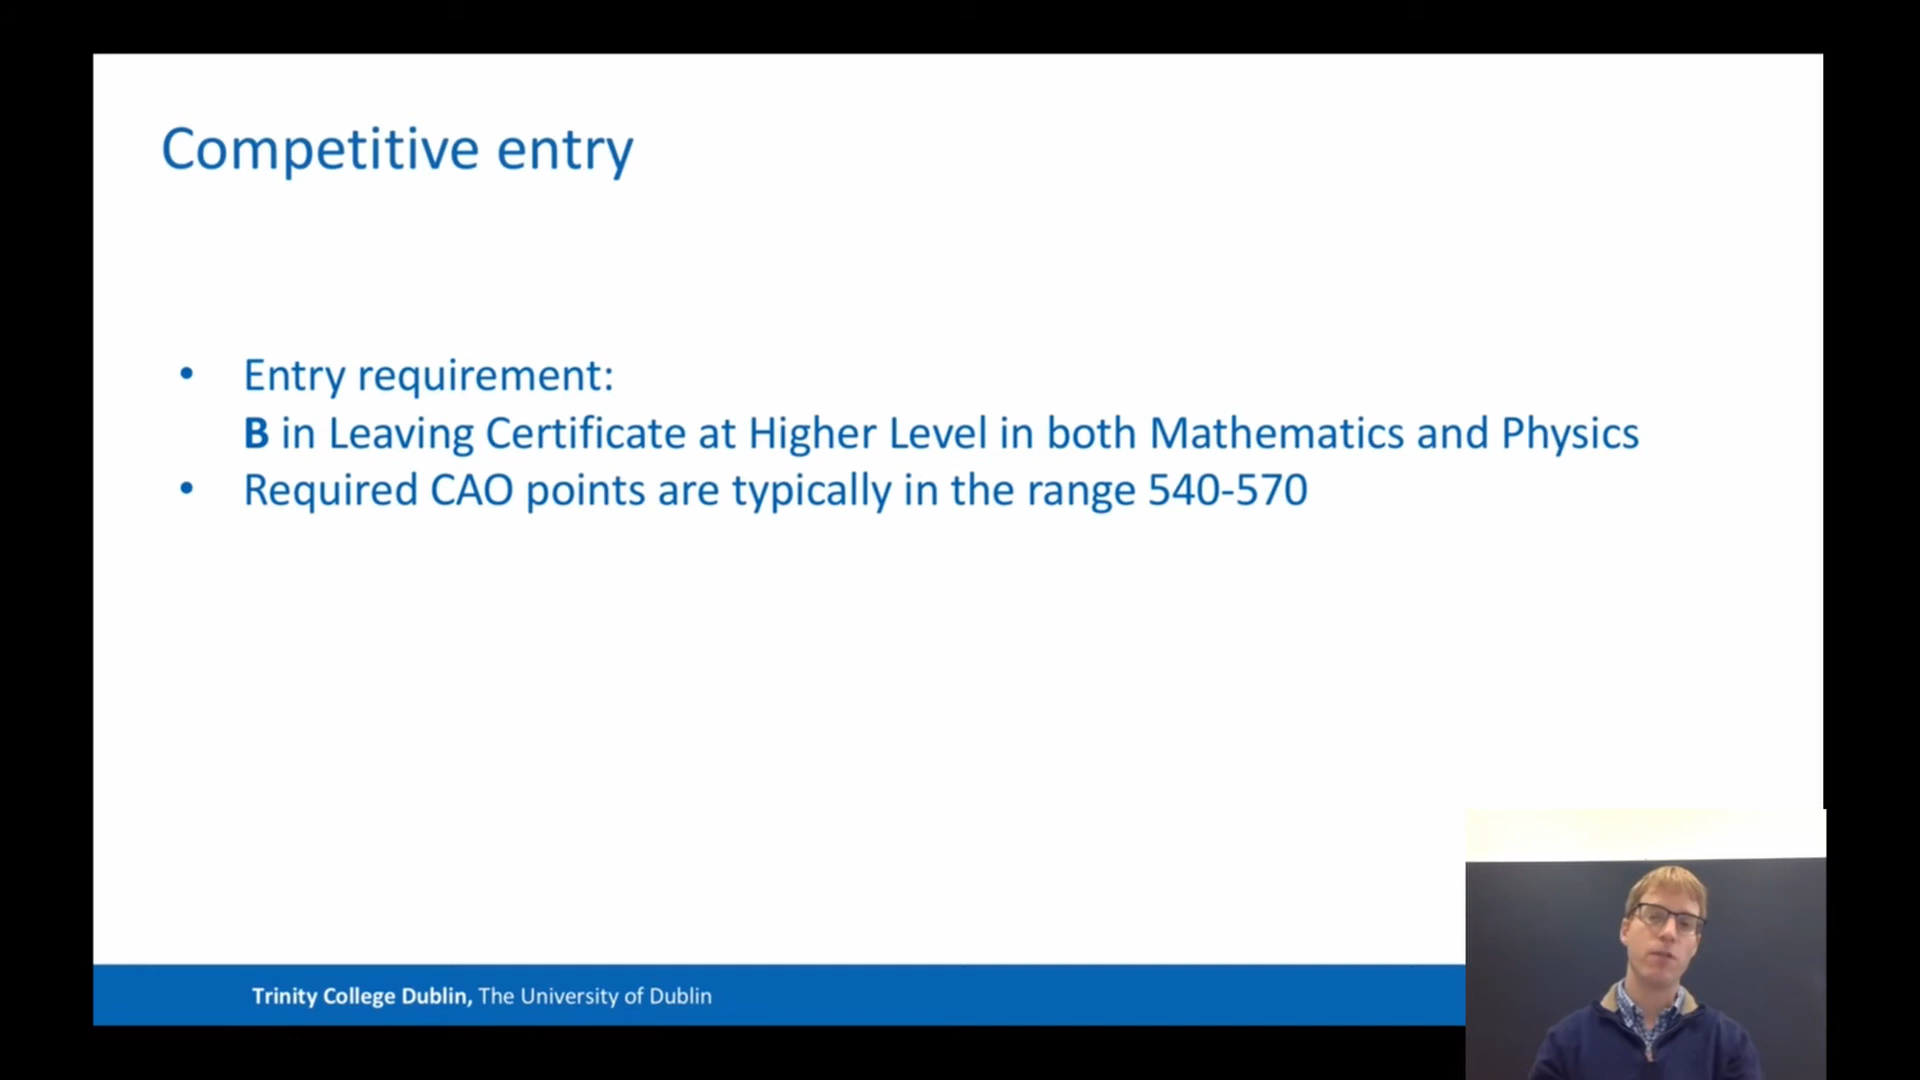 Competitive entry
• Entry requirement:
B in Leaving Certificate at Higher Level in both Mathematics and Physics
• Required CAO points are typically in the range 540-570
Trinity College Dublin, The University of Dublin